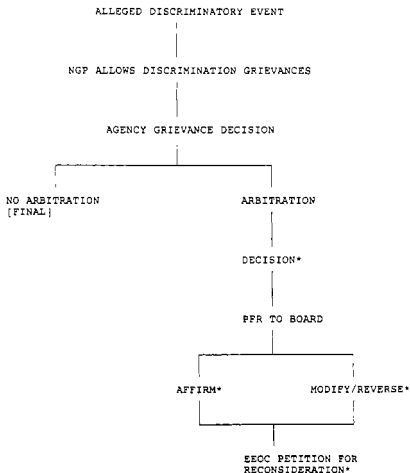 ALLEGED DISCRIMINATORY EVENT
NGP ALLOWS DISCRIMINATION GRIEVANCES
AGENCY GRIEVANCE DECISION
NO ARBITRATION
[FINAL]
ARBITRATION
DECISION*
PFR TO BOARD
AFFIRM*
MODIFY/REVERSE*
EEOC PETITION FOR
RECONSIDERATION*